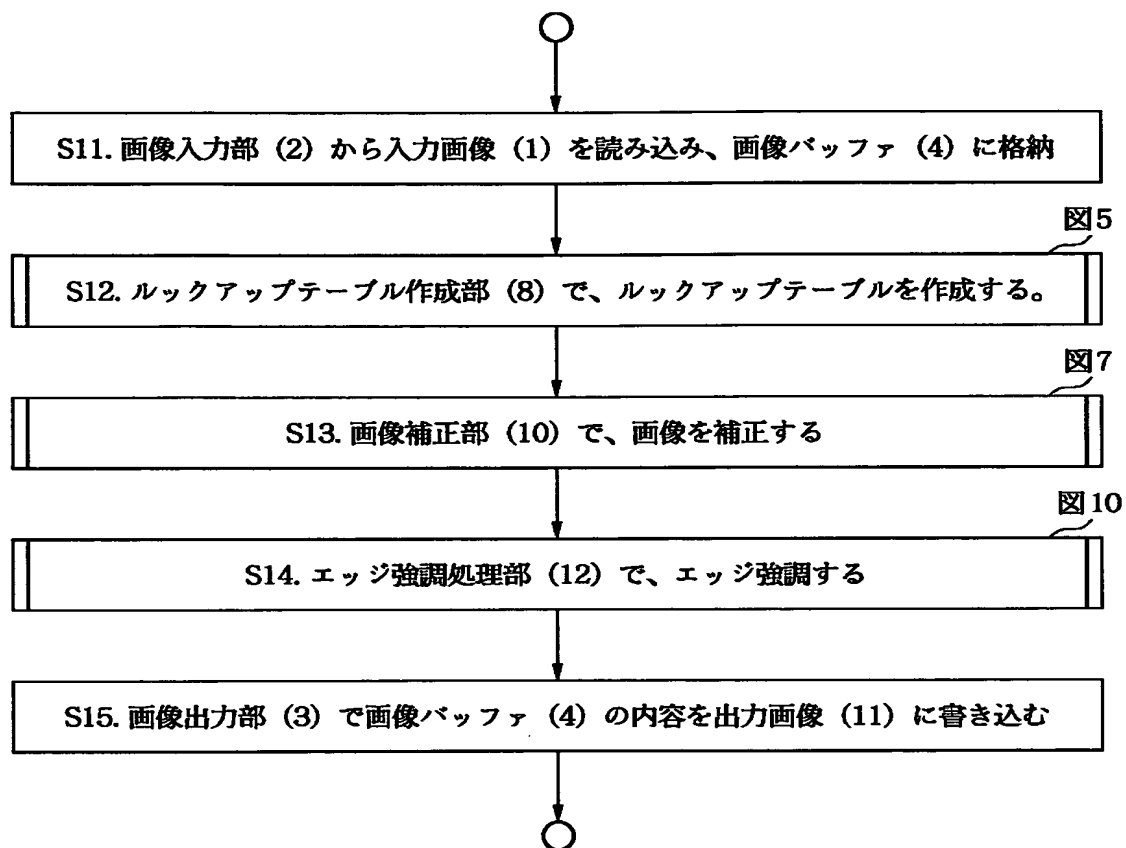 S11. 画像入力部（2）から入力画像（1）を読み込み、画像バッファ（4）に格納
図5
S12. ルックアップテーブル作成部（8）で、ルックアップテーブルを作成する。
図7
S13. 画像補正部（10）で、画像を補正する
図10
S14. エッジ強調処理部（12）で、エッジ強調する
S15. 画像出力部（3）で画像バッファ（4）の内容を出力画像（11）に書き込む